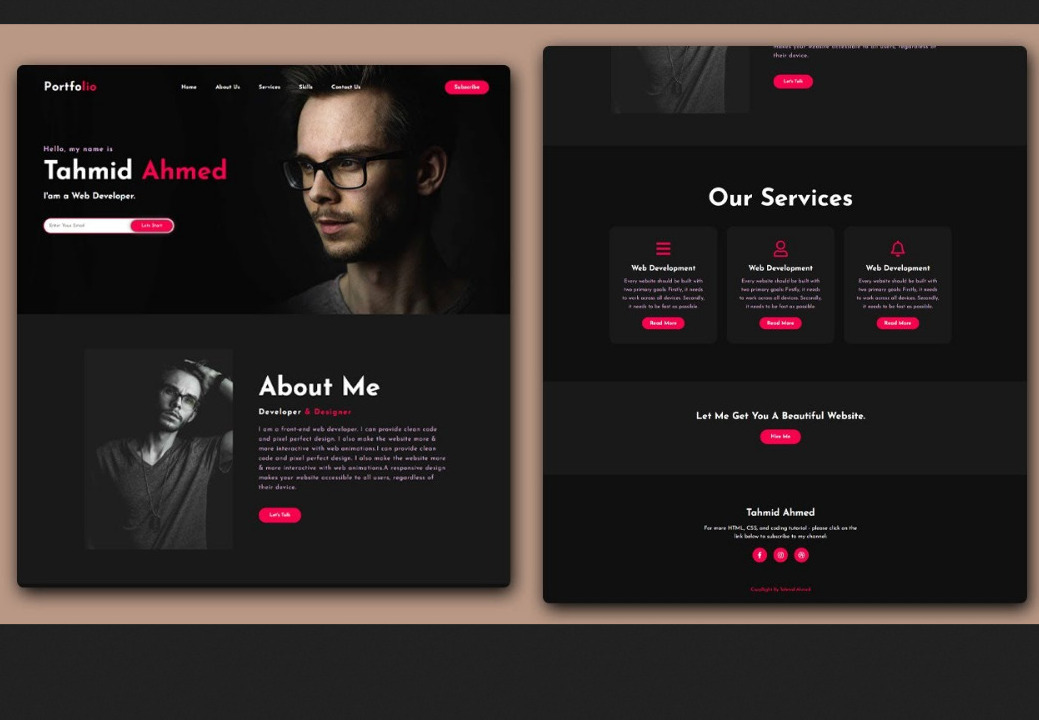 Portfolio
Home About Us Services Skills Contact Us Subscribe
Hello, my name is
Tahmid Ahmed
I'am a Web Developer.
Enter Your Email Lets Start
About Me
Developer & Designer
I am a front-end web developer. I can provide clean
code and pixel perfect design. I also make the website more &
more interactive with web animations.I can provide clean
code and pixel perfect design. I also make the website more
& more interactive with web animations.A responsive design
makes your website accessible to all users, regardless of
their device.
Let's Talk
makes your website accessible to all users, regardless of
their device.
Let's Talk
Our Services
Web Development
Every website should be built with
two primary goals: Firstly, it needs
to work across all devices. Secondly,
it needs to be fast as possible.
Read More
Web Development
Every website should be built with
two primary goals: Firstly, it needs
to work across all devices. Secondly,
it needs to be fast as possible.
Read More
Web Development
Every website should be built with
two primary goals: Firstly, it needs
to work across all devices. Secondly,
it needs to be fast as possible.
Read More
Let Me Get You A Beautiful Website.
Hire Me
Tahmid Ahmed
For more HTML, CSS, and coding tutorial - please click on the
link below to subscribe to my channel:
By Tahmid Ahmed